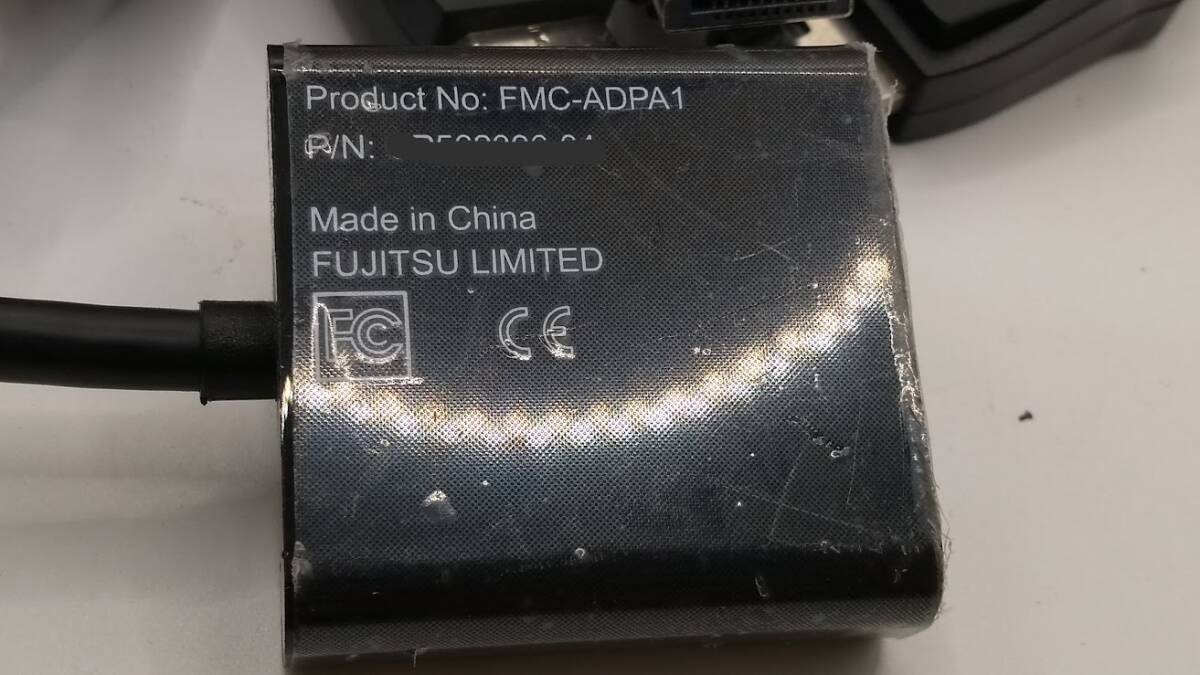 Product No: FMC-ADPA1
P/N:
Made in China
FUJITSU LIMITED
FC CE